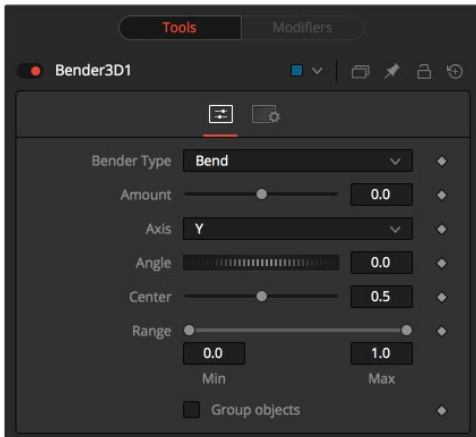 Tools Modifiers
Bender3D1
Bender Type Bend
Amount 0.0
Axis Y
Angle 0.0
Center 0.5
Range
0.0 1.0
Min Max
Group objects